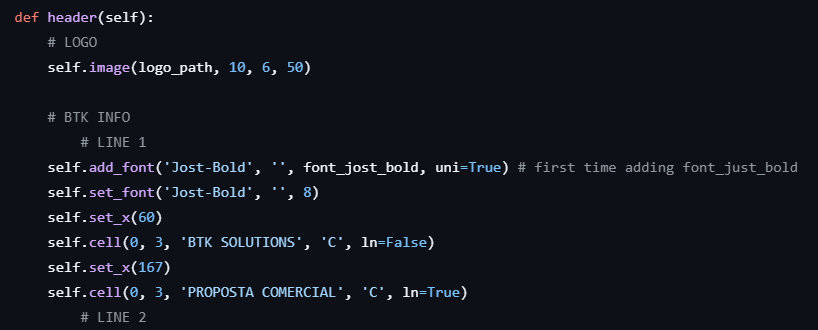 def header(self):
    # LOGO
    self.image(logo_path, 10, 6, 50)

    # BTK INFO
        # LINE 1
    self.add_font('Jost-Bold', '', font_jost_bold, uni=True) # first time adding font_just_bold
    self.set_font('Jost-Bold', '', 8)
    self.set_x(60)
    self.cell(0, 3, 'BTK SOLUTIONS', 'C', ln=False)
    self.set_x(167)
    self.cell(0, 3, 'PROPOSTA COMERCIAL', 'C', ln=True)
        # LINE 2